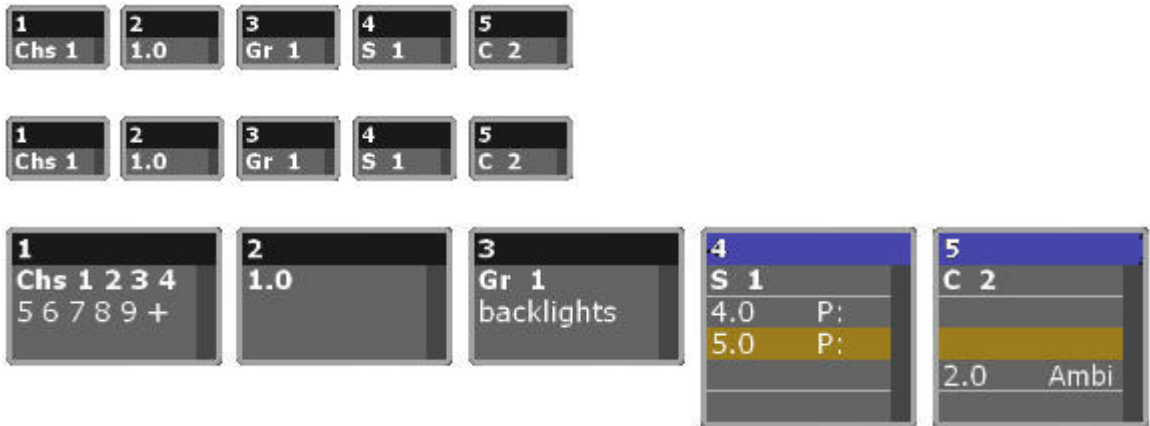 1 2 3 4 5
Chs 1 1.0 Gr 1 S 1 C 2
1 2 3 4 5
Chs 1 1.0 Gr 1 S 1 C 2
1
Chs 1 2 3 4
5 6 7 8 9 +
2
1.0
3
Gr 1
backlights
4
S 1
4.0 P:
5.0 P:
5
C 2
2.0 Ambi